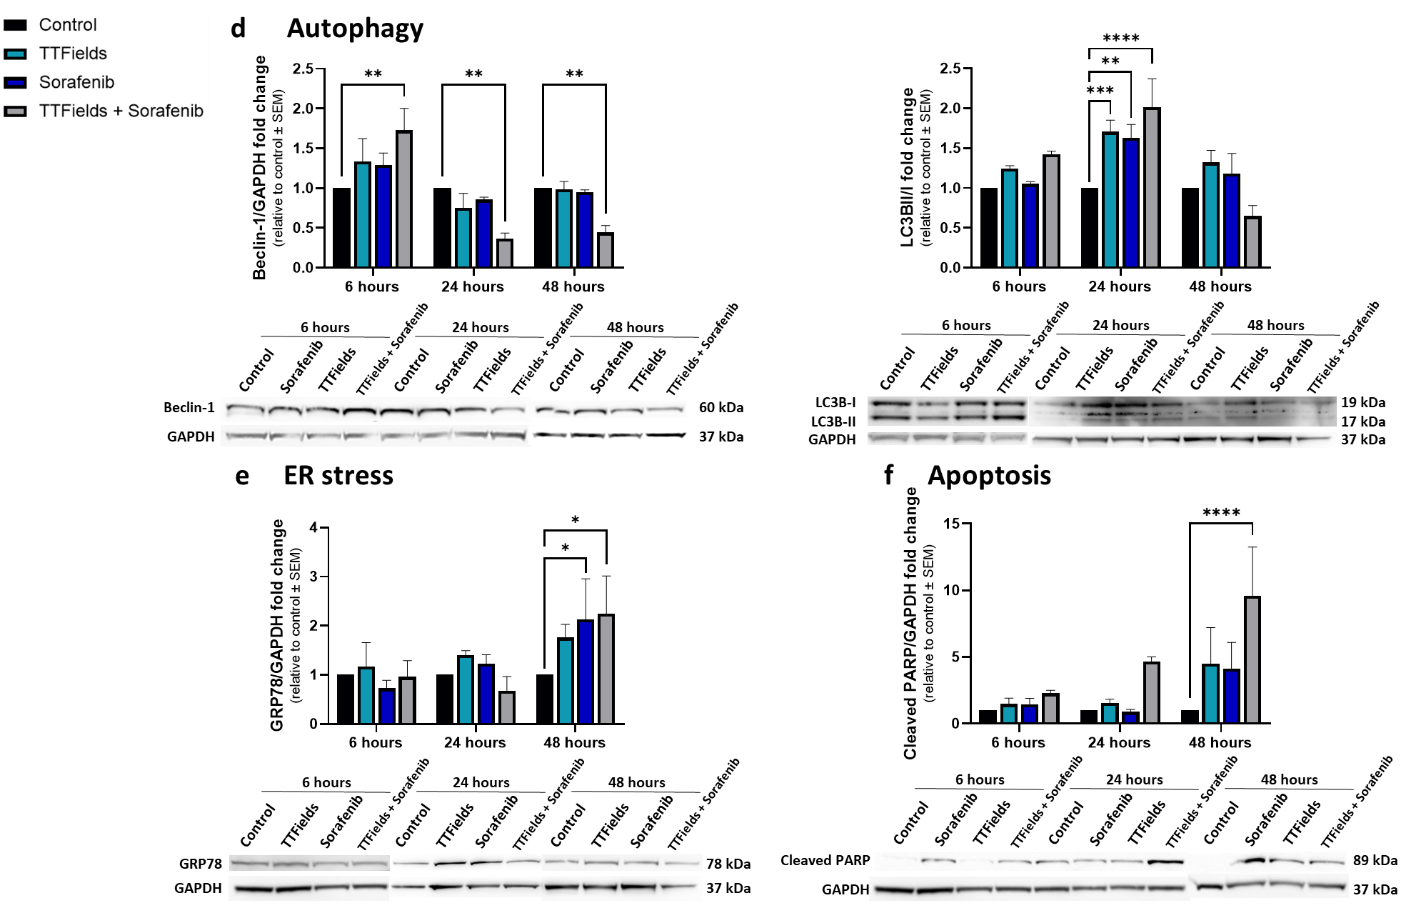 Control
TTFields
Sorafenib
TTFields + Sorafenib
d Autophagy
Beclin-1/GAPDH fold change
(relative to control ± SEM)
2.5
2.0
1.5
1.0
0.5
0.0
** ** **
6 hours 24 hours 48 hours
6 hours 24 hours 48 hours
Control Sorafenib TTFields TTFields + Sorafenib Control Sorafenib TTFields TTFields + Sorafenib Control Sorafenib TTFields TTFields + Sorafenib
Beclin-1 60 kDa
GAPDH 37 kDa
LC3BII/I fold change
(relative to control ± SEM)
2.5
2.0
1.5
1.0
0.5
0.0
****
**
***
6 hours 24 hours 48 hours
6 hours 24 hours 48 hours
Control TTFields Sorafenib TTFields + Sorafenib Control TTFields Sorafenib TTFields + Sorafenib Control TTFields Sorafenib TTFields + Sorafenib
LC3B-I 19 kDa
LC3B-II 17 kDa
GAPDH 37 kDa
e ER stress
GRP78/GAPDH fold change
(relative to control ± SEM)
4
3
2
1
0
*
*
6 hours 24 hours 48 hours
6 hours 24 hours 48 hours
Control TTFields Sorafenib TTFields + Sorafenib Control TTFields Sorafenib TTFields + Sorafenib Control TTFields Sorafenib TTFields + Sorafenib
GRP78 78 kDa
GAPDH 37 kDa
f Apoptosis
Cleaved PARP/GAPDH fold change
(relative to control ± SEM)
15
10
5
0
****
6 hours 24 hours 48 hours
6 hours 24 hours 48 hours
Control Sorafenib TTFields TTFields + Sorafenib Control Sorafenib TTFields TTFields + Sorafenib Control Sorafenib TTFields TTFields + Sorafenib
Cleaved PARP 89 kDa
GAPDH 37 kDa